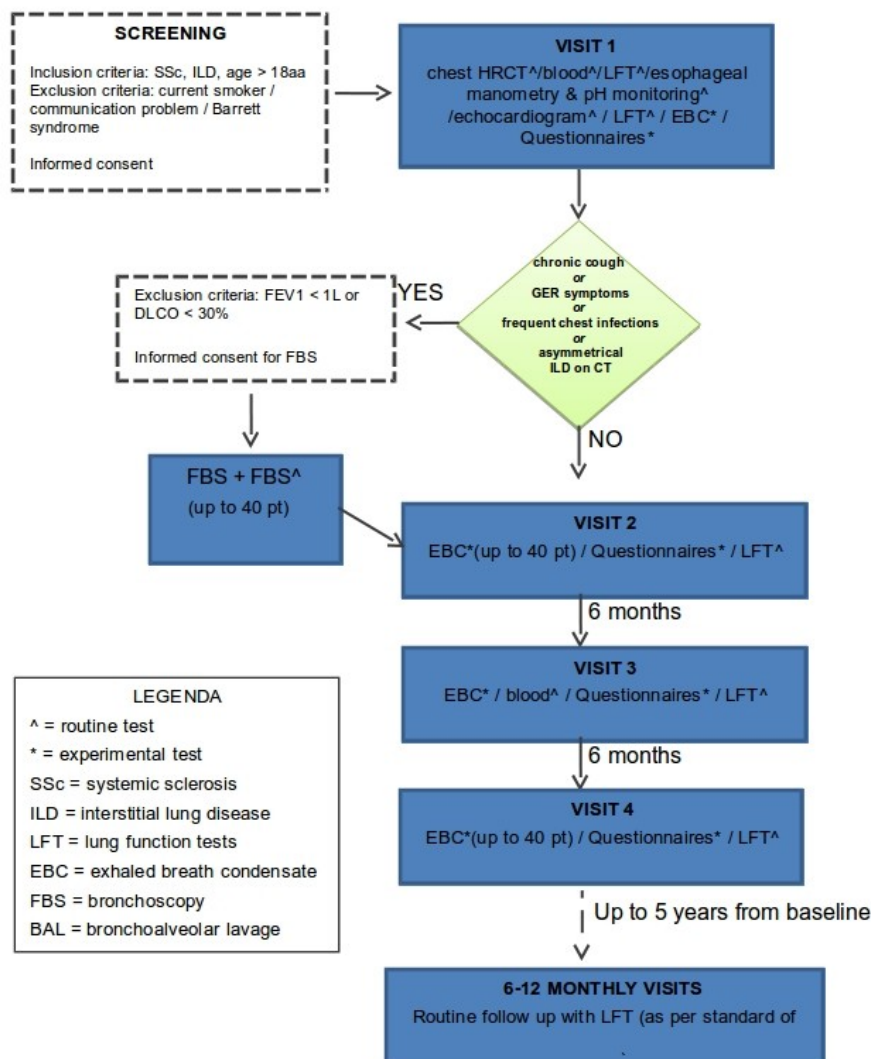 SCREENING
Inclusion criteria: SSc, ILD, age > 18aa
Exclusion criteria: current smoker /
communication problem / Barrett
syndrome
Informed consent
VISIT 1
chest HRCT^/blood^/LFT^/esophageal
manometry & pH monitoring^
/echocardiogram^ / LFT^ / EBC* /
Questionnaires*
chronic cough
or
GER symptoms
or
frequent chest infections
or
asymmetrical
ILD on CT
YES
Exclusion criteria: FEV1 < 1L or
DLCO < 30%
Informed consent for FBS
NO
FBS + FBS^
(up to 40 pt)
VISIT 2
EBC*(up to 40 pt) / Questionnaires* / LFT^
6 months
VISIT 3
EBC* / blood^ / Questionnaires* / LFT^
6 months
VISIT 4
EBC*(up to 40 pt) / Questionnaires* / LFT^
Up to 5 years from baseline
6-12 MONTHLY VISITS
Routine follow up with LFT (as per standard of
LEGENDA
^ = routine test
* = experimental test
SSc = systemic sclerosis
ILD = interstitial lung disease
LFT = lung function tests
EBC = exhaled breath condensate
FBS = bronchoscopy
BAL = bronchoalveolar lavage